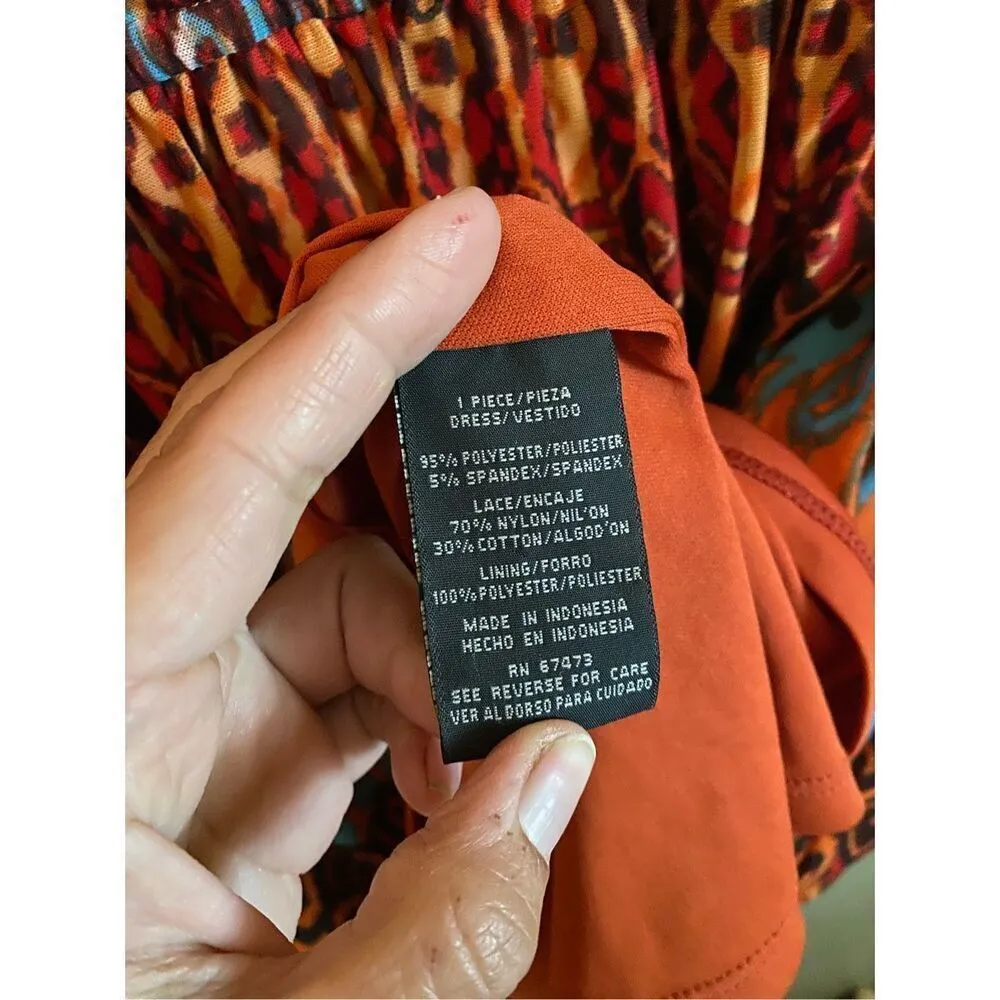 1 PIECE/PIEZA
DRESS/VESTIDO
95% POLYESTER/POLIESTER
5% SPANDEX/SPANDEX
LACE/ENCAJE
70% NYLON/NIL'ON
30% COTTON/ALGOD'ON
LINING/FORRO
100% POLYESTER/POLIESTER
MADE IN INDONESIA
HECHO EN INDONESIA
RN 67473
SEE REVERSE FOR CARE
VER AL DORSO PARA CUIDADO